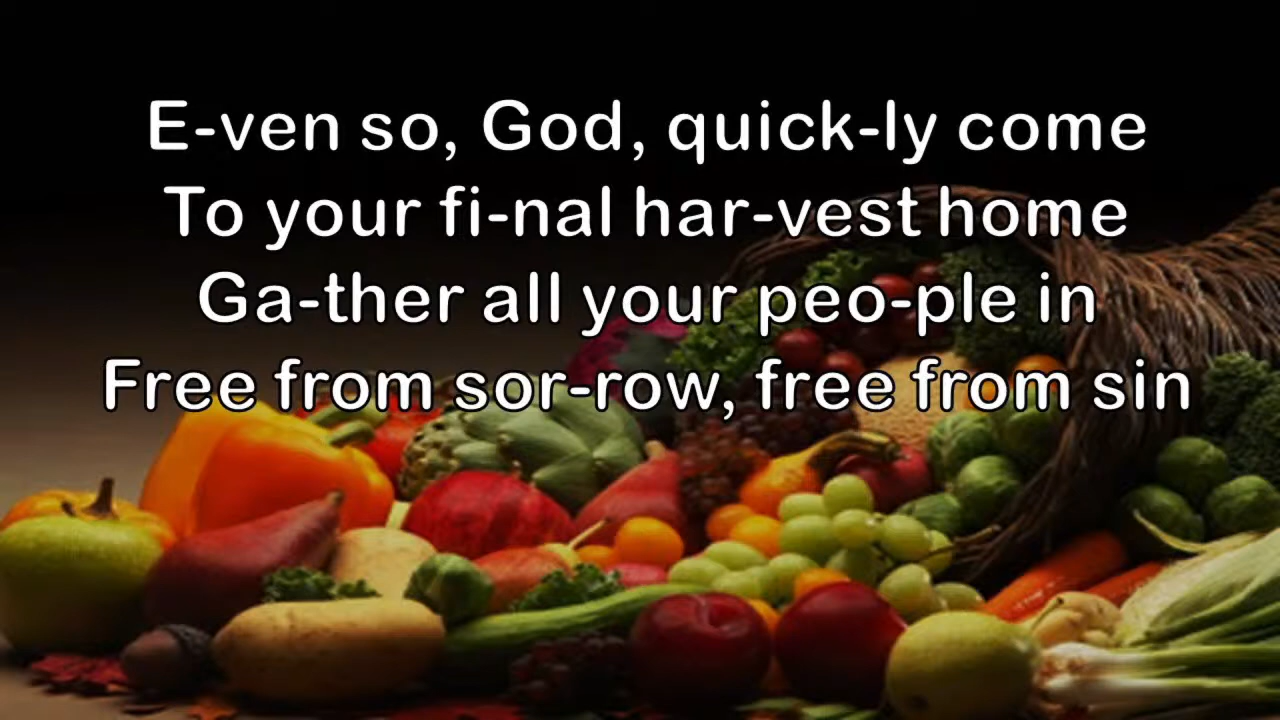 E-ven so, God, quick-ly come
To your fi-nal har-vest home
Ga-ther all your peo-ple in
Free from sor-row, free from sin